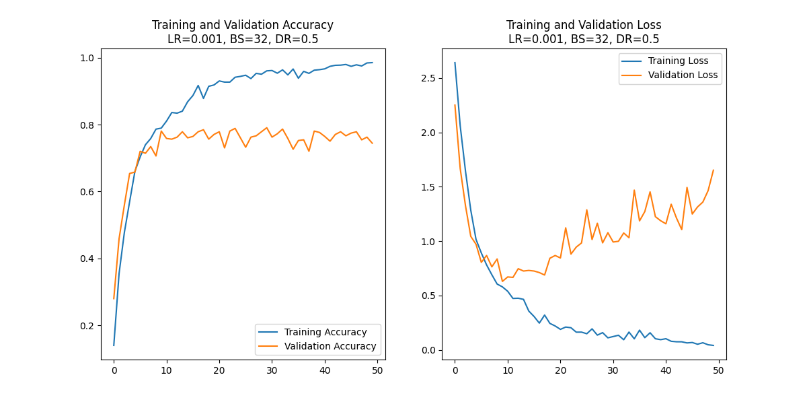 Training and Validation Accuracy
LR=0.001, BS=32, DR=0.5
1.0
0.8
0.6
0.4
0.2
0
10
20
30
40
50
Training Accuracy
Validation Accuracy
Training and Validation Loss
LR=0.001, BS=32, DR=0.5
2.5
2.0
1.5
1.0
0.5
0.0
0
10
20
30
40
50
Training Loss
Validation Loss